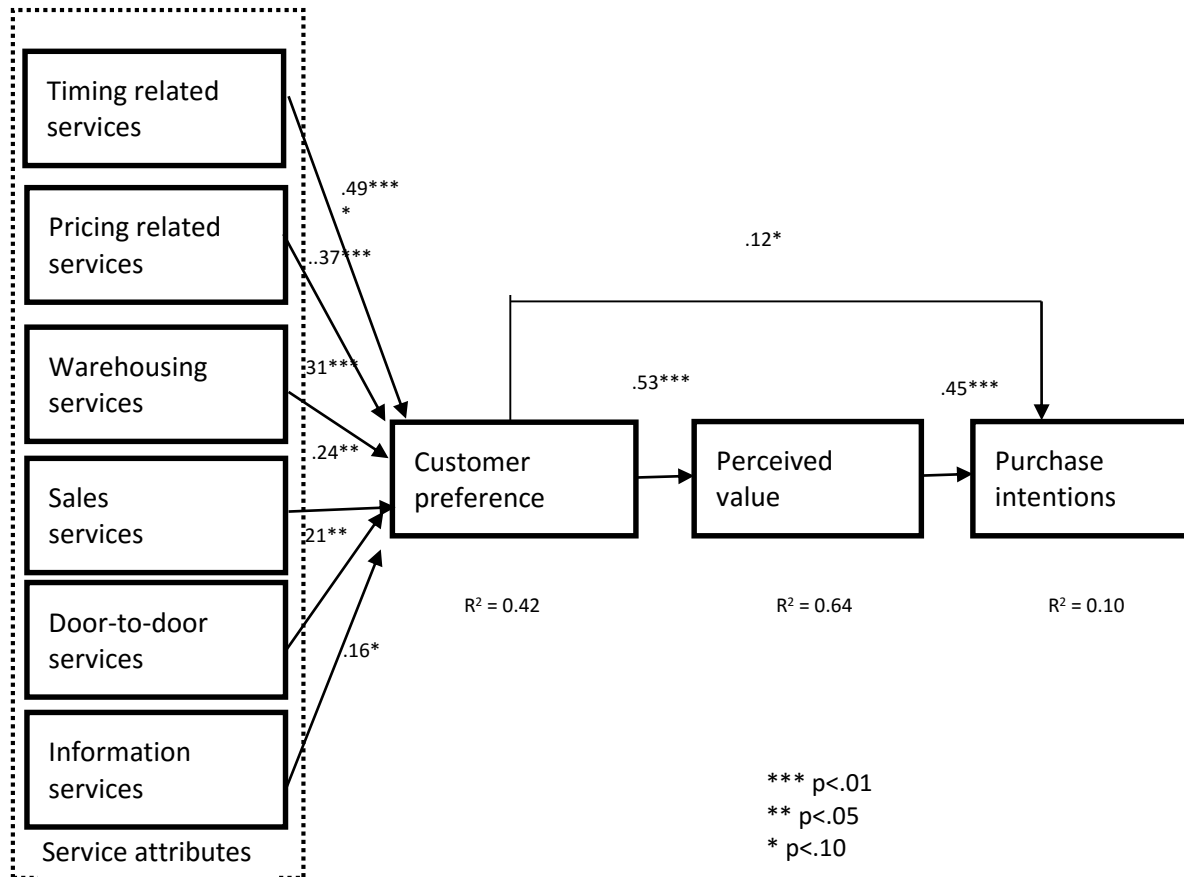 Timing related
services
Pricing related
services
Warehousing
services
Sales
services
Door-to-door
services
Information
services
Service attributes
.49***
*
..37***
31***
.24**
21**
.16*
.12*
.53***
.45***
Customer
preference
Perceived
value
Purchase
intentions
R² = 0.42
R² = 0.64
R² = 0.10
*** p<.01
** p<.05
* p<.10